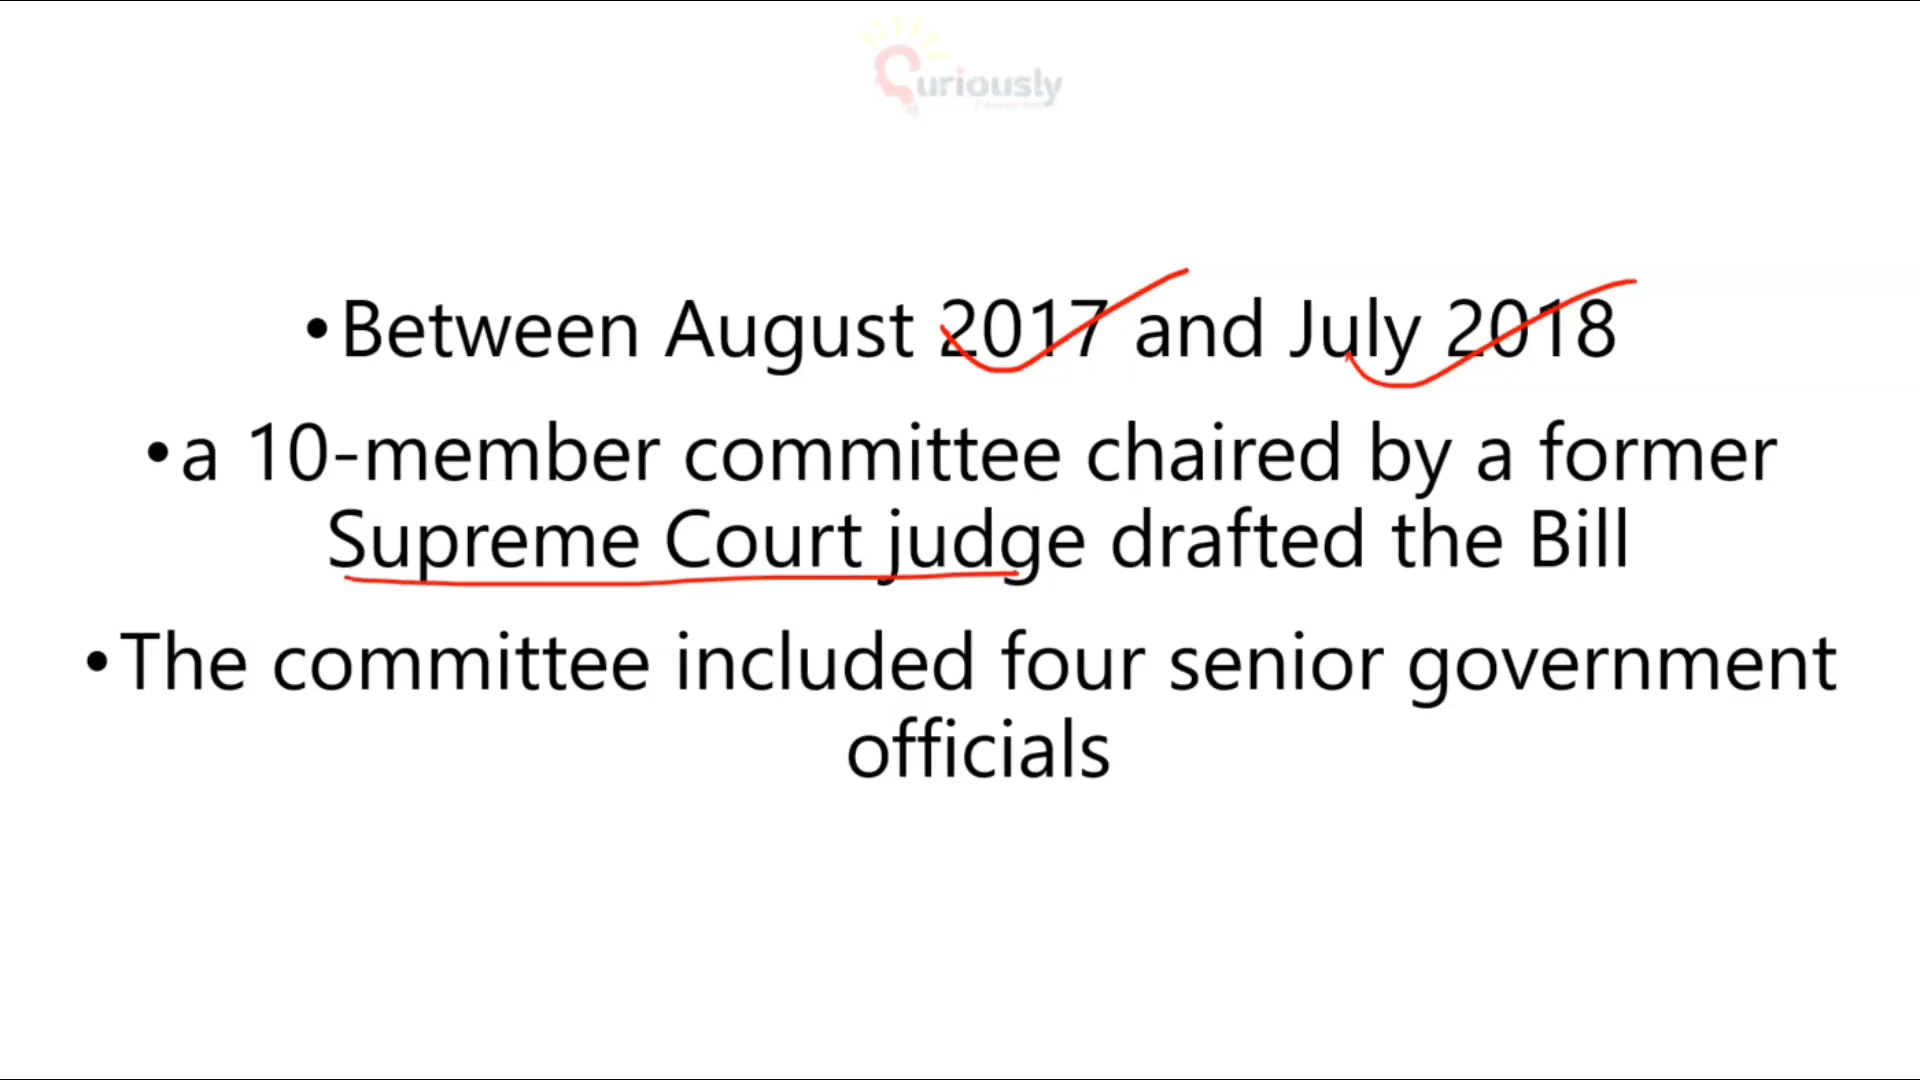 Curiously
•Between August 2017 and July 2018
•a 10-member committee chaired by a former
Supreme Court judge drafted the Bill
•The committee included four senior government
officials